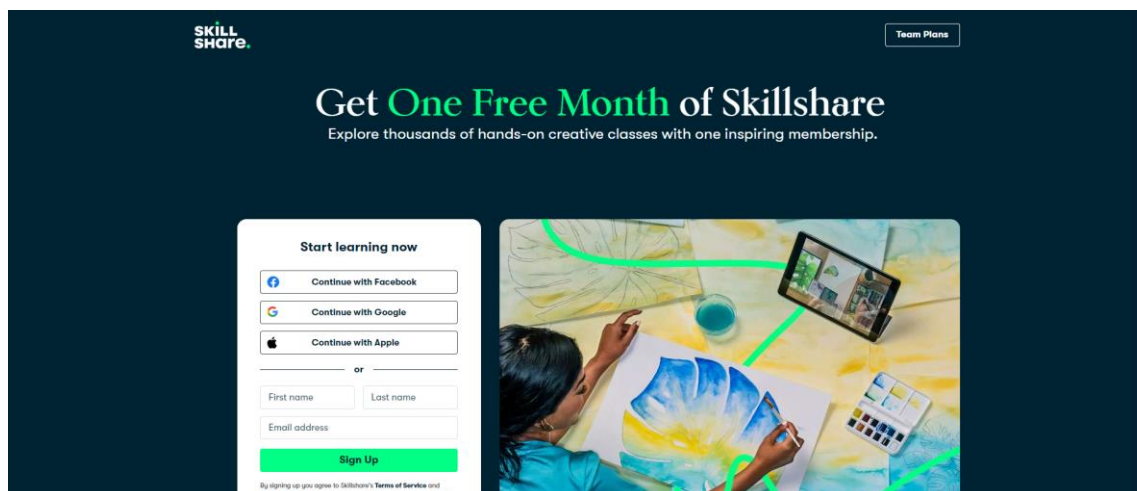 SKILL
SHare.
Team Plans
Get One Free Month of Skillshare
Explore thousands of hands-on creative classes with one inspiring membership.
Start learning now
Continue with Facebook
Continue with Google
Continue with Apple
or
First name
Last name
Email address
Sign Up
By signing up you agree to Skillshare's Terms of Service and